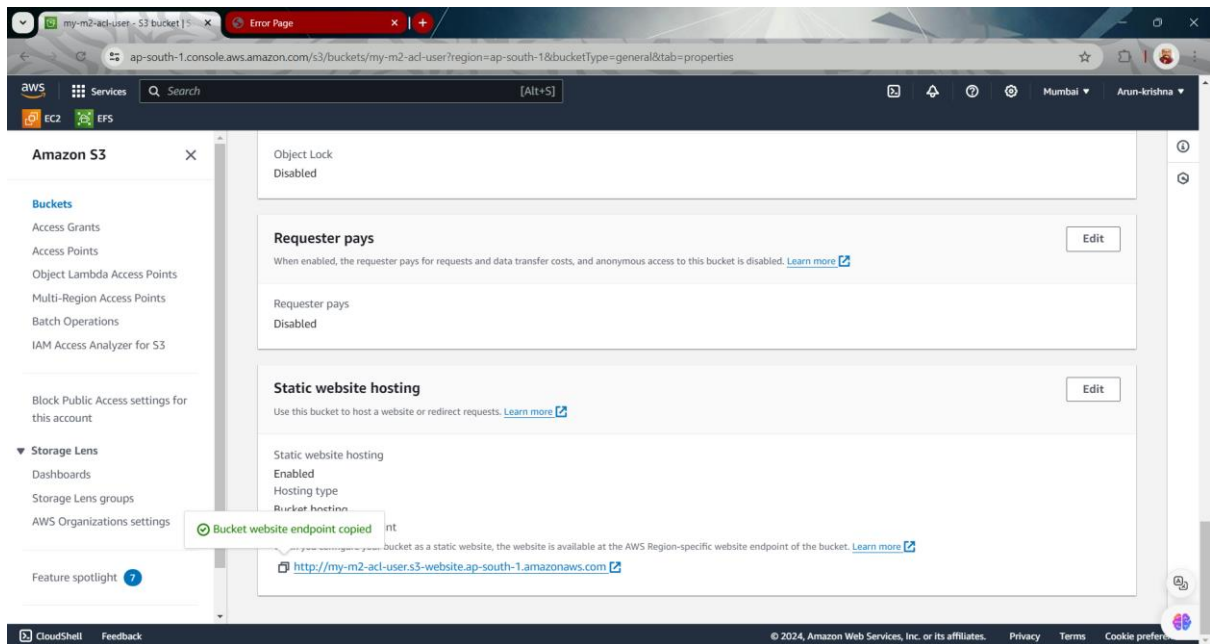 my-m2-acl-user - S3 bucket | S
Error Page
ap-south-1.console.aws.amazon.com/s3/buckets/my-m2-acl-user?region=ap-south-1&bucketType=general&tab=properties
aws Services Search [Alt+S] Mumbai Arun-krishna
EC2 EFS
Amazon S3
Buckets
Access Grants
Access Points
Object Lambda Access Points
Multi-Region Access Points
Batch Operations
IAM Access Analyzer for S3
Block Public Access settings for
this account
Storage Lens
Dashboards
Storage Lens groups
AWS Organizations settings
Feature spotlight 7
Object Lock
Disabled
Requester pays
Edit
When enabled, the requester pays for requests and data transfer costs, and anonymous access to this bucket is disabled. Learn more
Requester pays
Disabled
Static website hosting
Edit
Use this bucket to host a website or redirect requests. Learn more
Static website hosting
Enabled
Hosting type
Bucket hosting
Bucket website endpoint copied
nt
bucket as a static website, the website is available at the AWS Region-specific website endpoint of the bucket. Learn more
http://my-m2-acl-user.s3-website.ap-south-1.amazonaws.com
CloudShell Feedback © 2024, Amazon Web Services, Inc. or its affiliates. Privacy Terms Cookie prefere